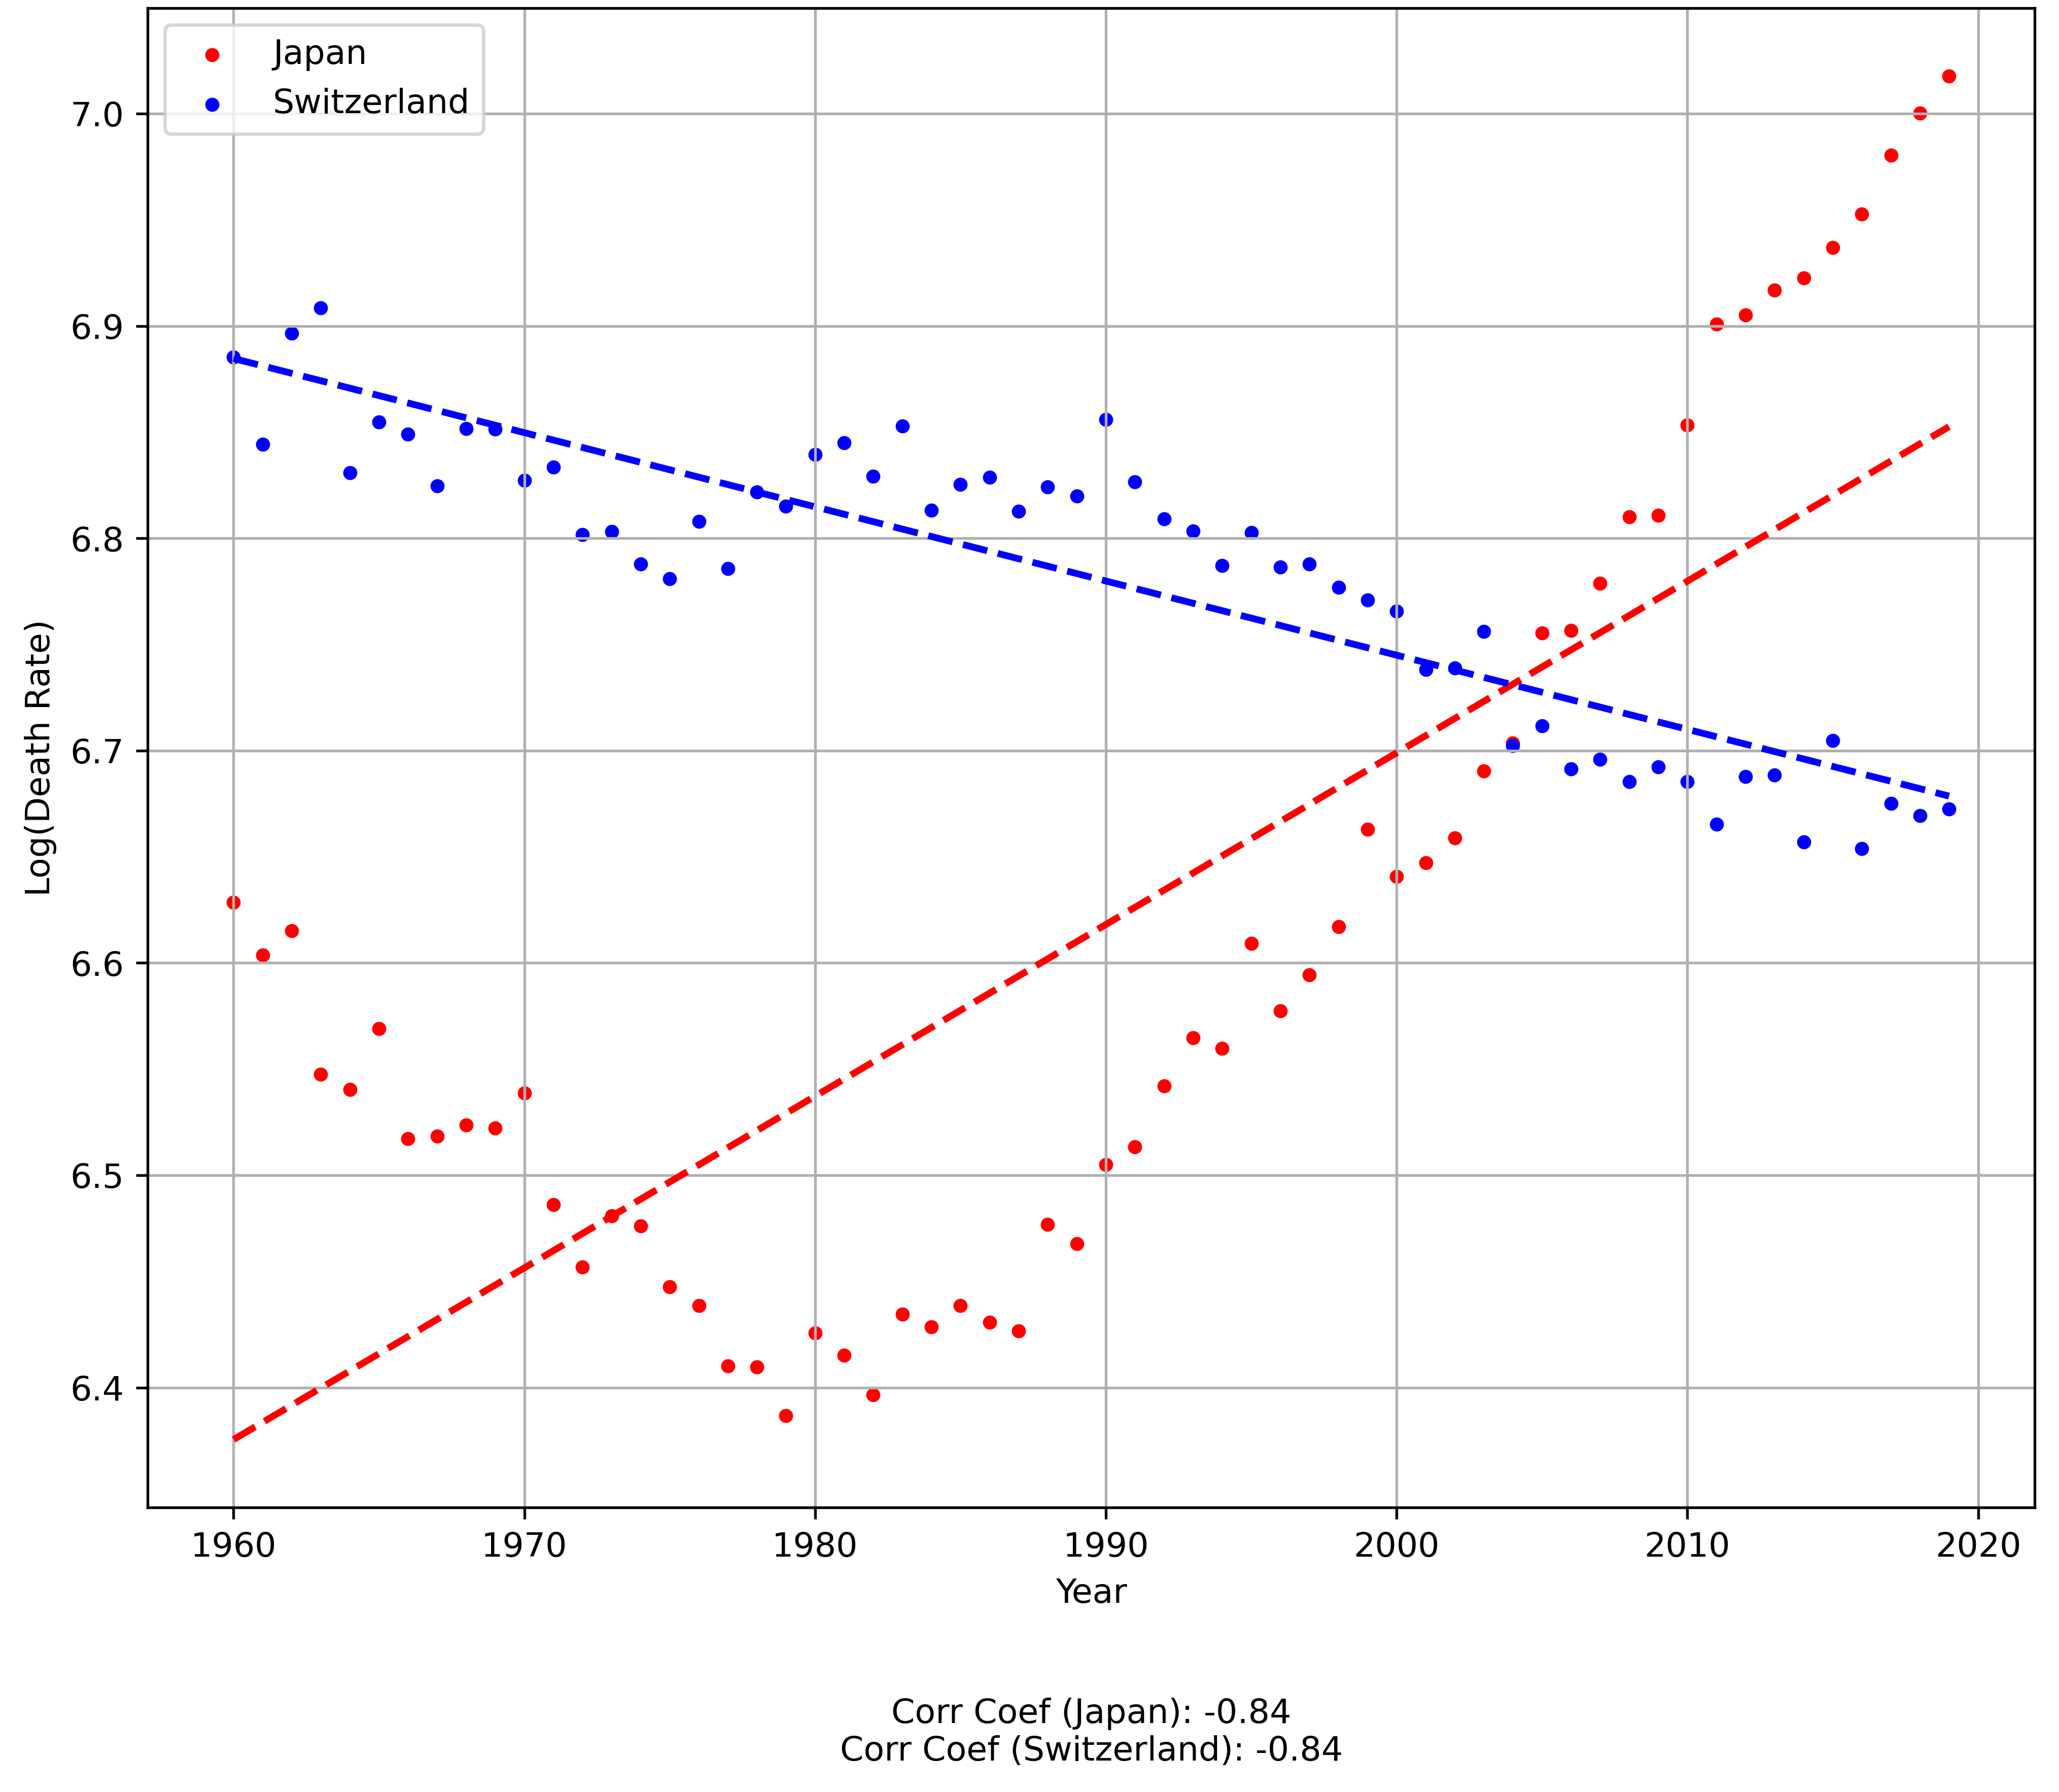 Japan
Switzerland
7.0
6.9
6.8
6.7
6.6
6.5
6.4
Log(Death Rate)
1960 1970 1980 1990 2000 2010 2020
Year
Corr Coef (Japan): -0.84
Corr Coef (Switzerland): -0.84